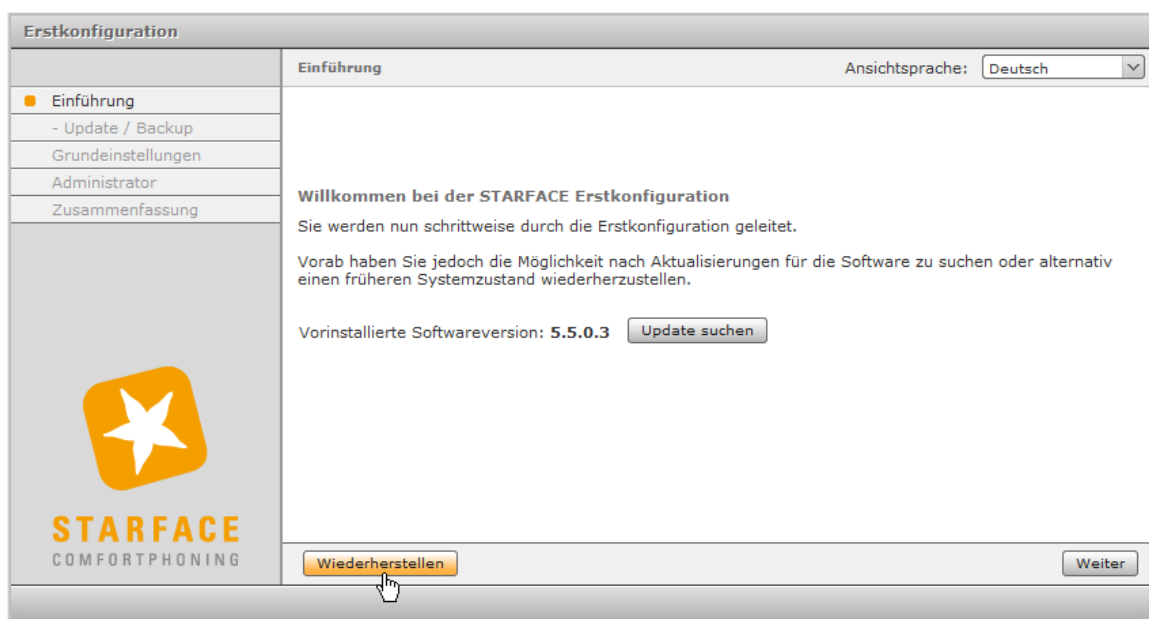 Erstkonfiguration
Einführung
Ansichtsprache: Deutsch
Einführung
- Update / Backup
Grundeinstellungen
Administrator
Zusammenfassung
Willkommen bei der STARFACE Erstkonfiguration
Sie werden nun schrittweise durch die Erstkonfiguration geleitet.
Vorab haben Sie jedoch die Möglichkeit nach Aktualisierungen für die Software zu suchen oder alternativ
einen früheren Systemzustand wiederherzustellen.
Vorinstallierte Softwareversion: 5.5.0.3 Update suchen
STARFACE
COMFORTPHONING
Wiederherstellen
Weiter